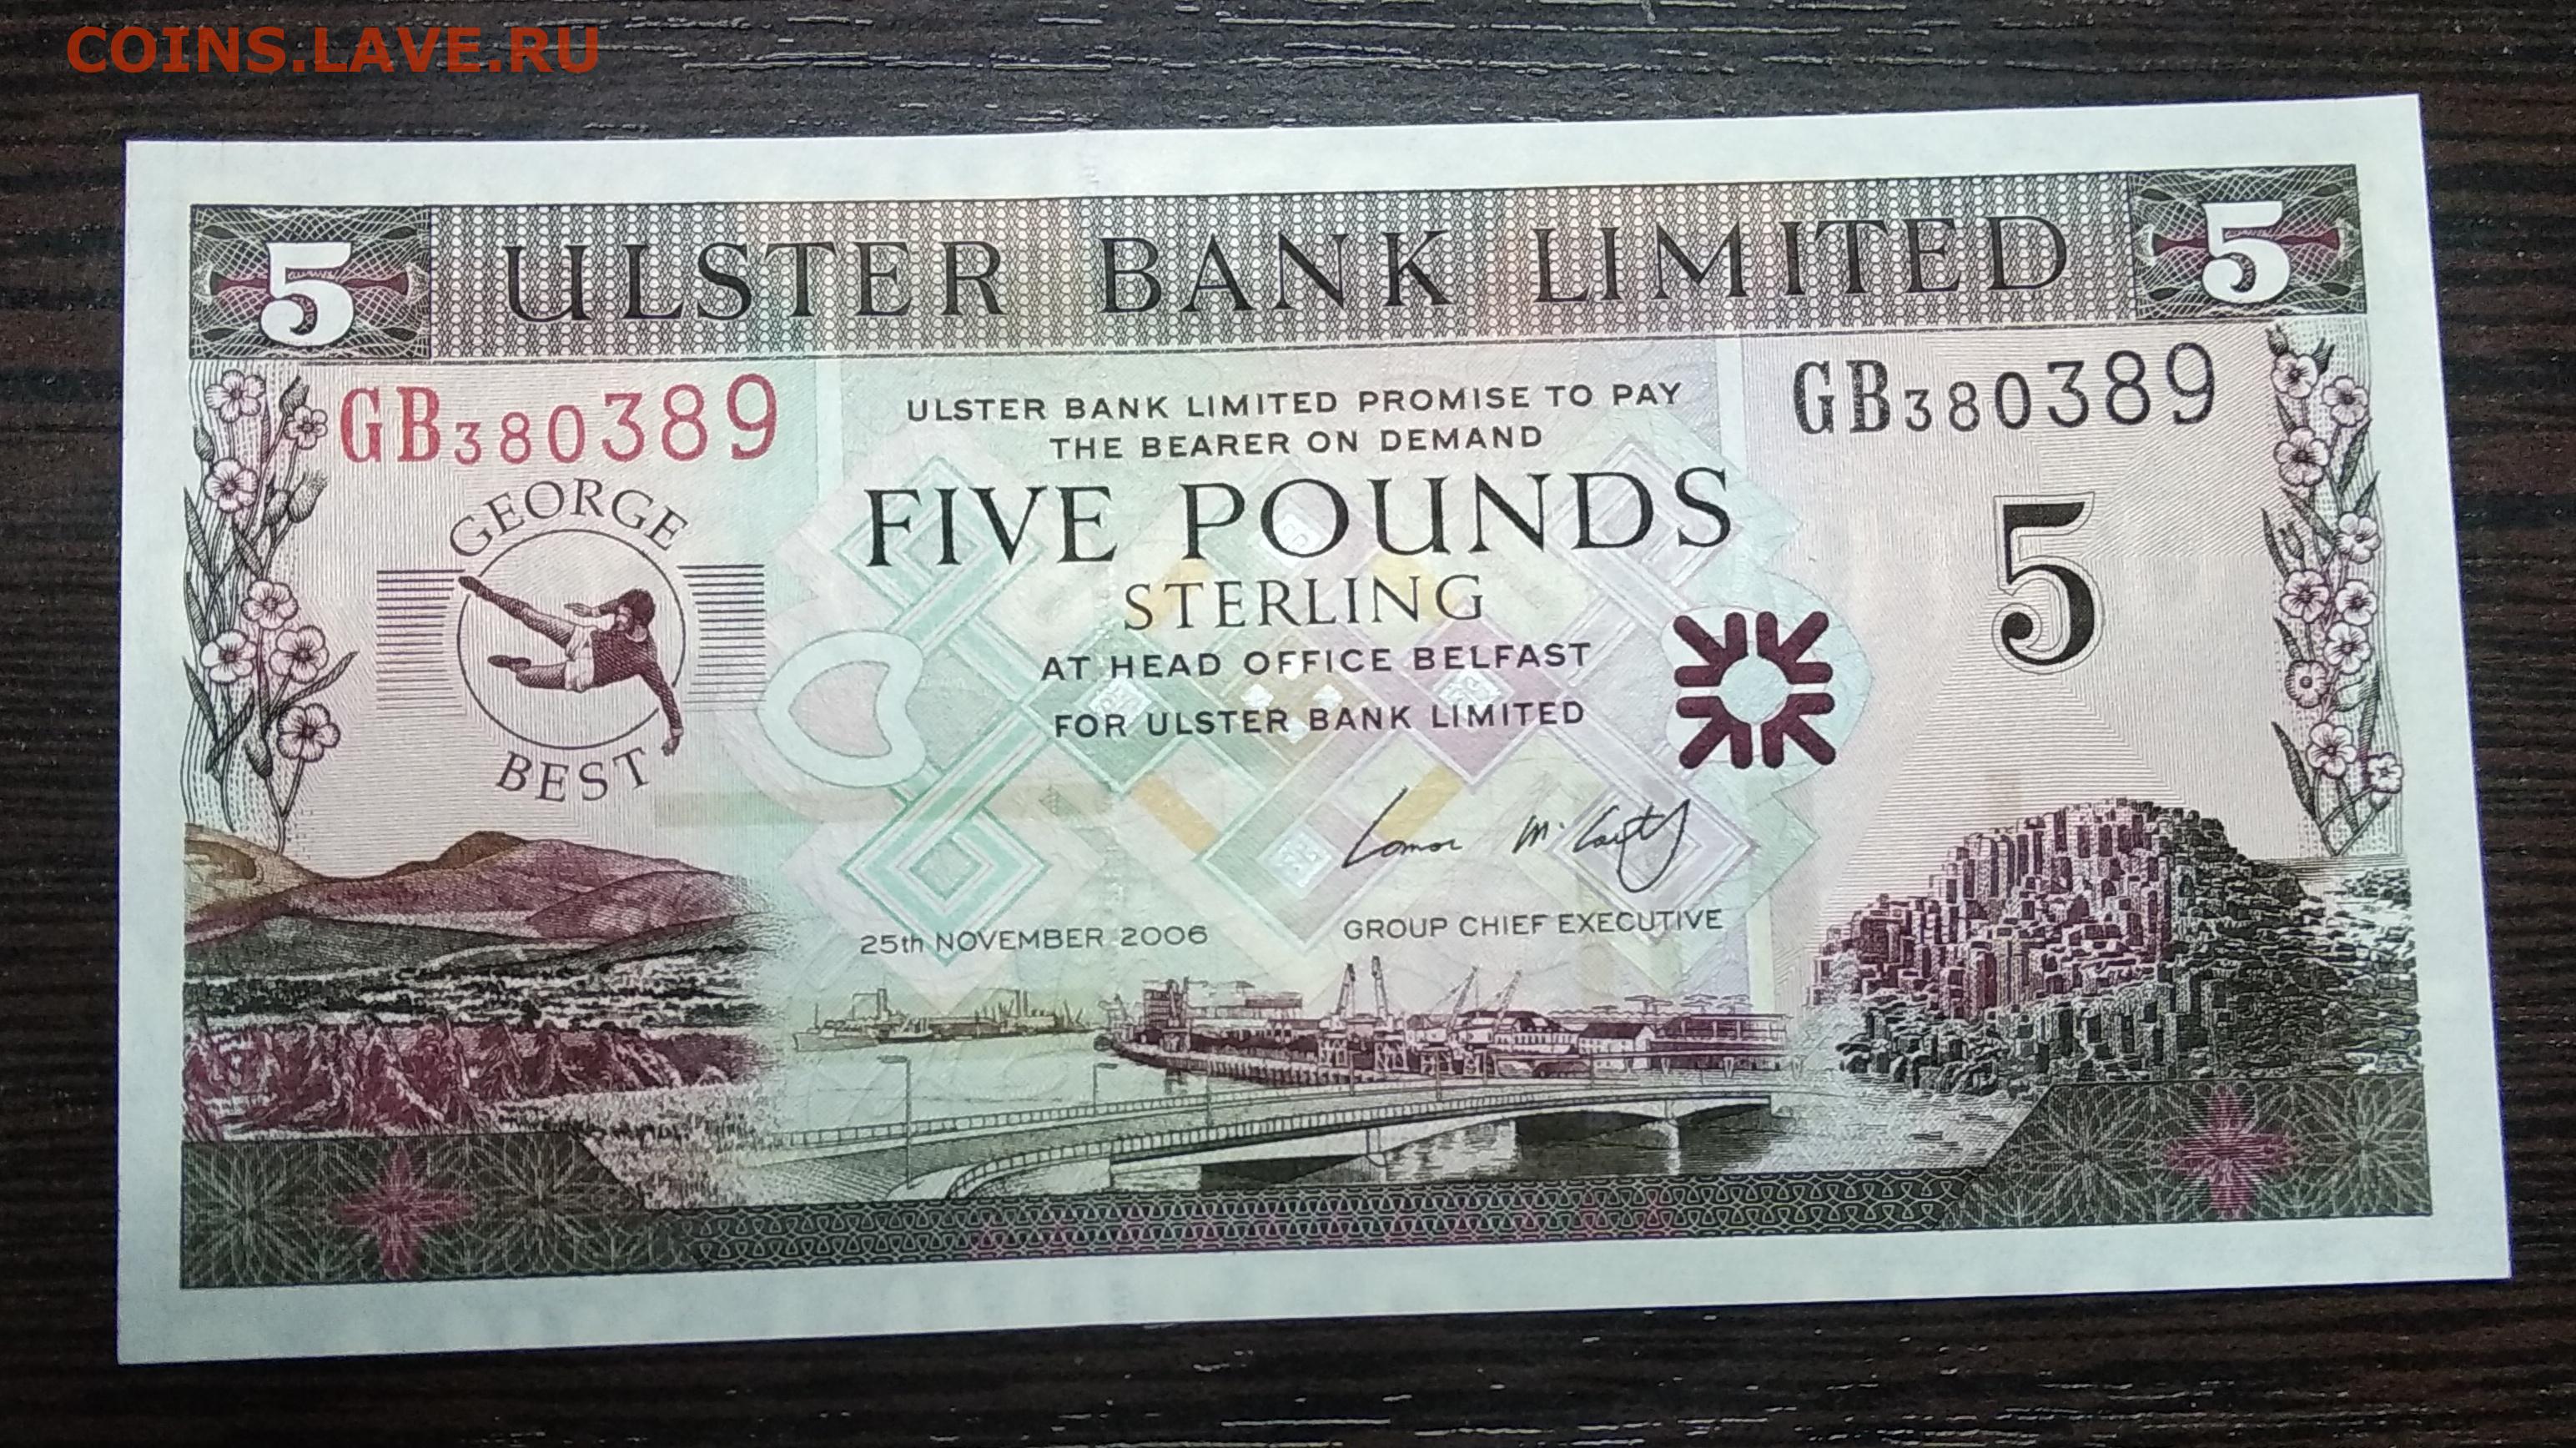 COINS.LAVE.RU
5 ULSTER BANK LIMITED 5
GB380389
ULSTER BANK LIMITED PROMISE TO PAY
GB380389
THE BEARER ON DEMAND
FIVE POUNDS
5
STERLING
GEORGE
BEST
AT HEAD OFFICE BELFAST
FOR ULSTER BANK LIMITED
25th NOVEMBER 2006
GROUP CHIEF EXECUTIVE